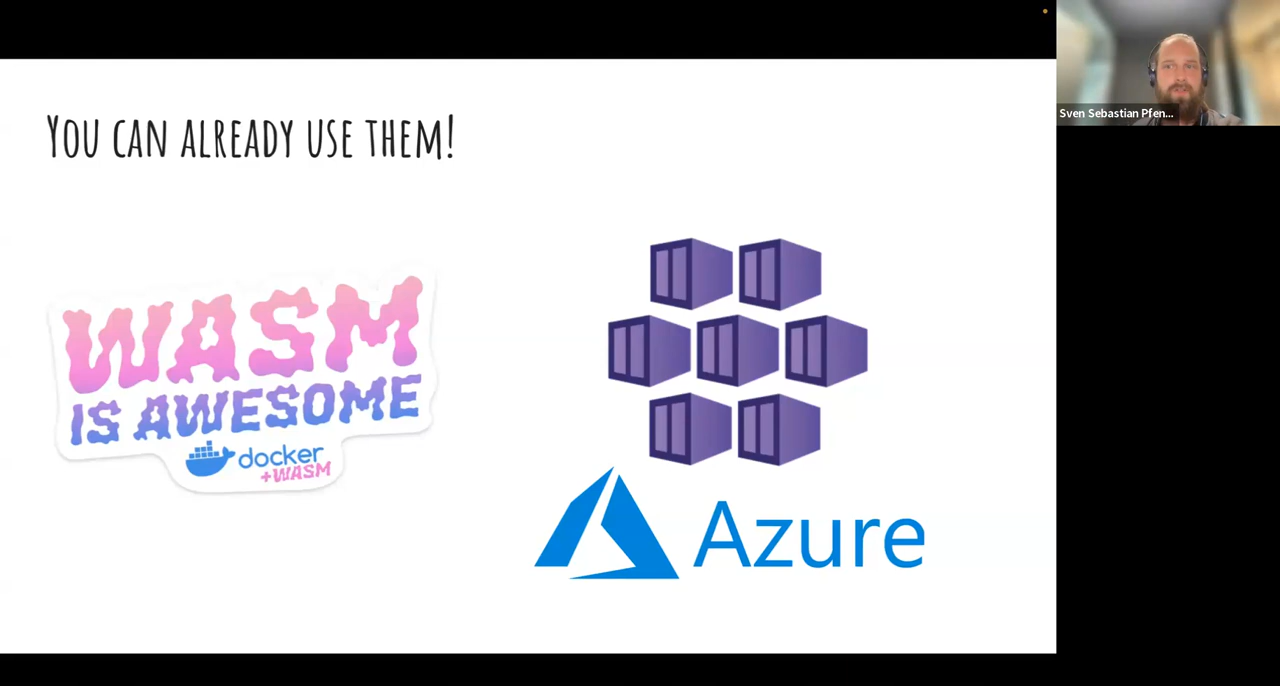 You can already use them!
WASM
IS AWESOME
docker
+WASM
Azure
Sven Sebastian Pfen...